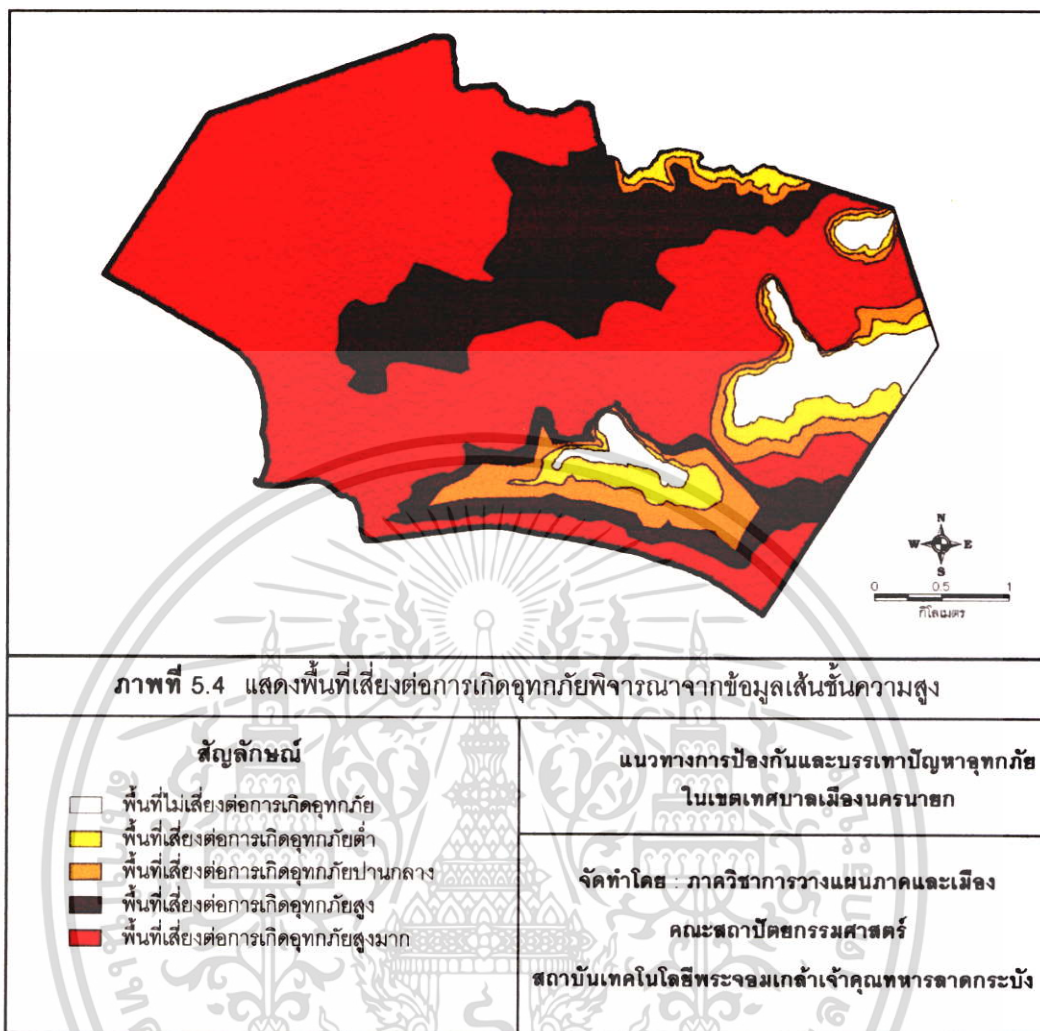 N
W E
S
0 0.5 1
กิโลเมตร
ภาพที่ 5.4 แสดงพื้นที่เสี่ยงต่อการเกิดอุทกภัยพิจารณาจากข้อมูลเส้นชั้นความสูง
สัญลักษณ์
พื้นที่ไม่เสี่ยงต่อการเกิดอุทกภัย
พื้นที่เสี่ยงต่อการเกิดอุทกภัยต่ำ
พื้นที่เสี่ยงต่อการเกิดอุทกภัยปานกลาง
พื้นที่เสี่ยงต่อการเกิดอุทกภัยสูง
พื้นที่เสี่ยงต่อการเกิดอุทกภัยสูงมาก
แนวทางการป้องกันและบรรเทาปัญหาอุทกภัย
ในเขตเทศบาลเมืองนครนายก
จัดทำโดย : ภาควิชาการวางแผนภาคและเมือง
คณะสถาปัตยกรรมศาสตร์
สถาบันเทคโนโลยีพระจอมเกล้าเจ้าคุณทหารลาดกระบัง